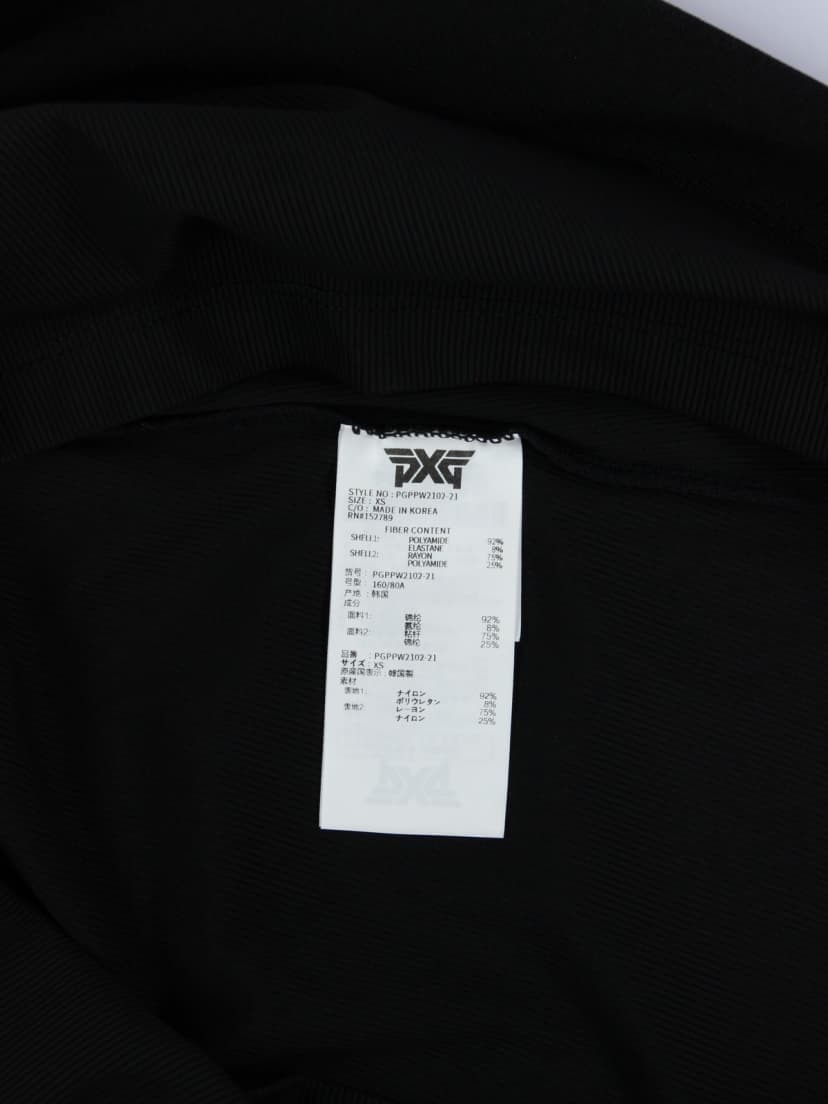 PXG
STYLE NO : PGPPW2102-21
SIZE : XS
C/O : MADE IN KOREA
RN#152789
FIBER CONTENT
SHELL1: POLYAMIDE 92%
ELASTANE 8%
SHELL2: RAYON 75%
POLYAMIDE 25%
货号 : PGPPW2102-21
号型 : 160/80A
产地 : 韩国
成分
面料1: 锦纶 92%
氨纶 8%
面料2: 粘纤 75%
锦纶 25%
品番 : PGPPW2102-21
サイズ : XS
原産国表示 : 韓国製
素材
表地1: ナイロン 92%
ポリウレタン 8%
表地2: レーヨン 75%
ナイロン 25%